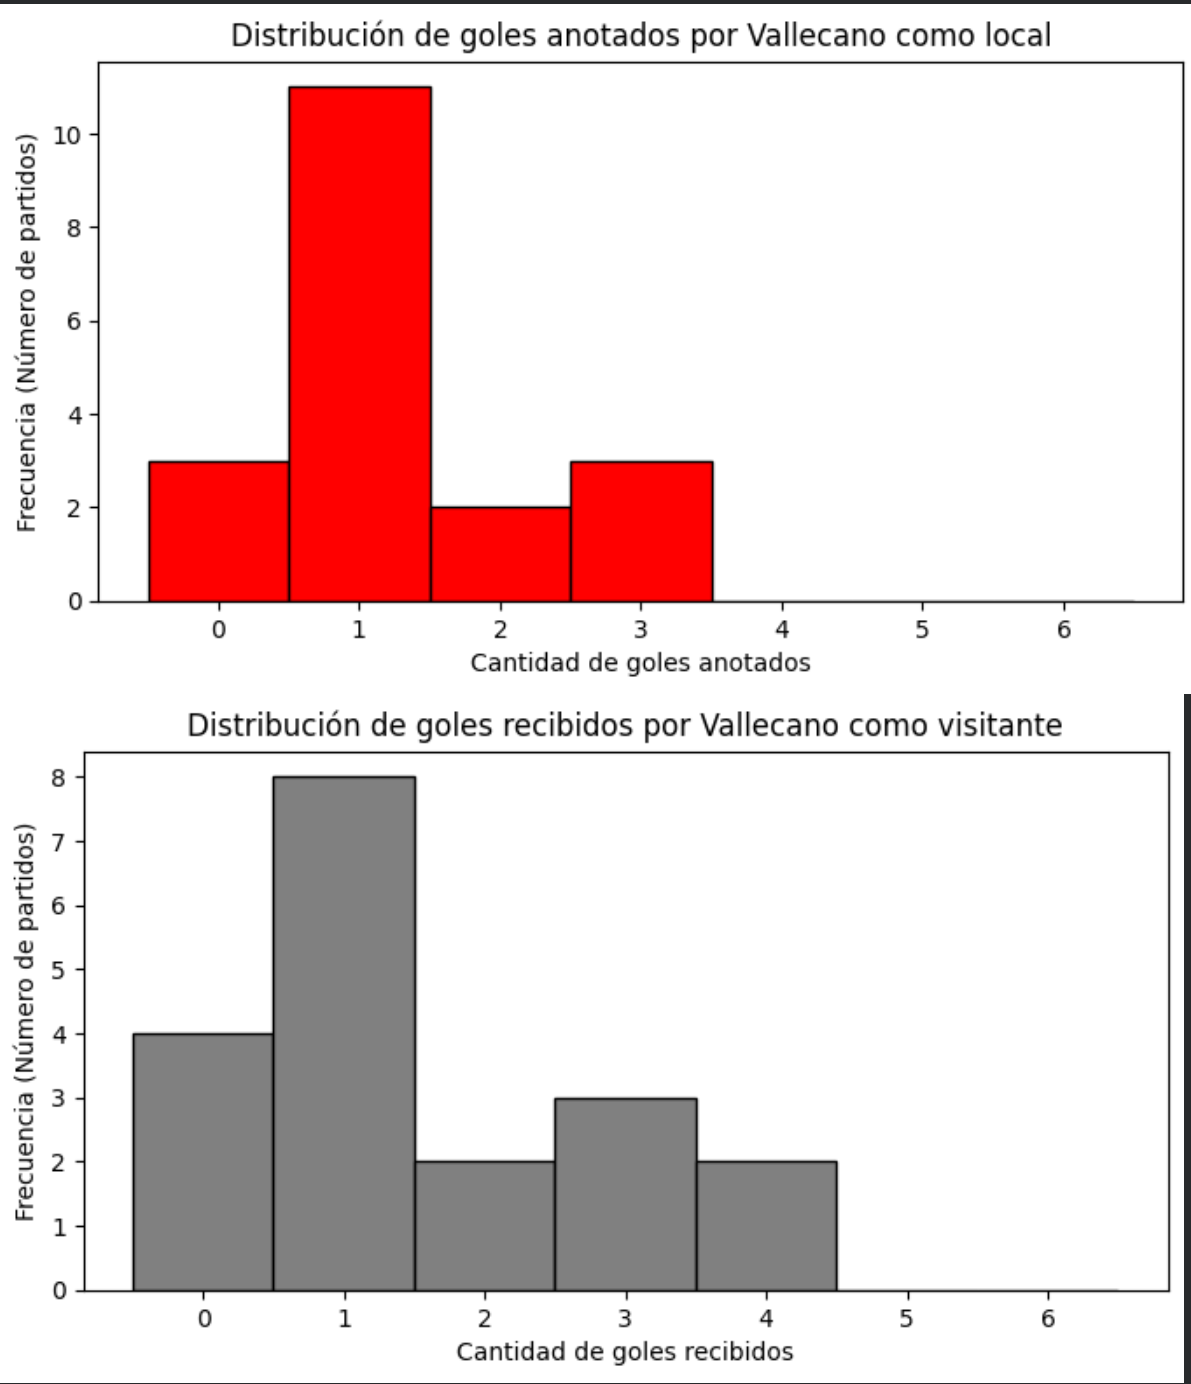 Distribución de goles anotados por Vallecano como local
Frecuencia (Número de partidos)
10
8
6
4
2
0
0 1 2 3 4 5 6
Cantidad de goles anotados
Distribución de goles recibidos por Vallecano como visitante
Frecuencia (Número de partidos)
8
7
6
5
4
3
2
1
0
0 1 2 3 4 5 6
Cantidad de goles recibidos